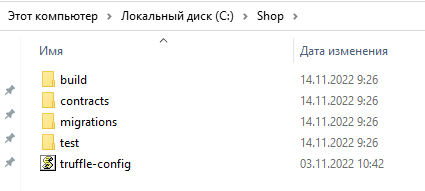 Этот компьютер > Локальный диск (C:) > Shop >
Имя Дата изменения
build 14.11.2022 9:26
contracts 14.11.2022 9:26
migrations 14.11.2022 9:26
test 14.11.2022 9:26
truffle-config 03.11.2022 10:42